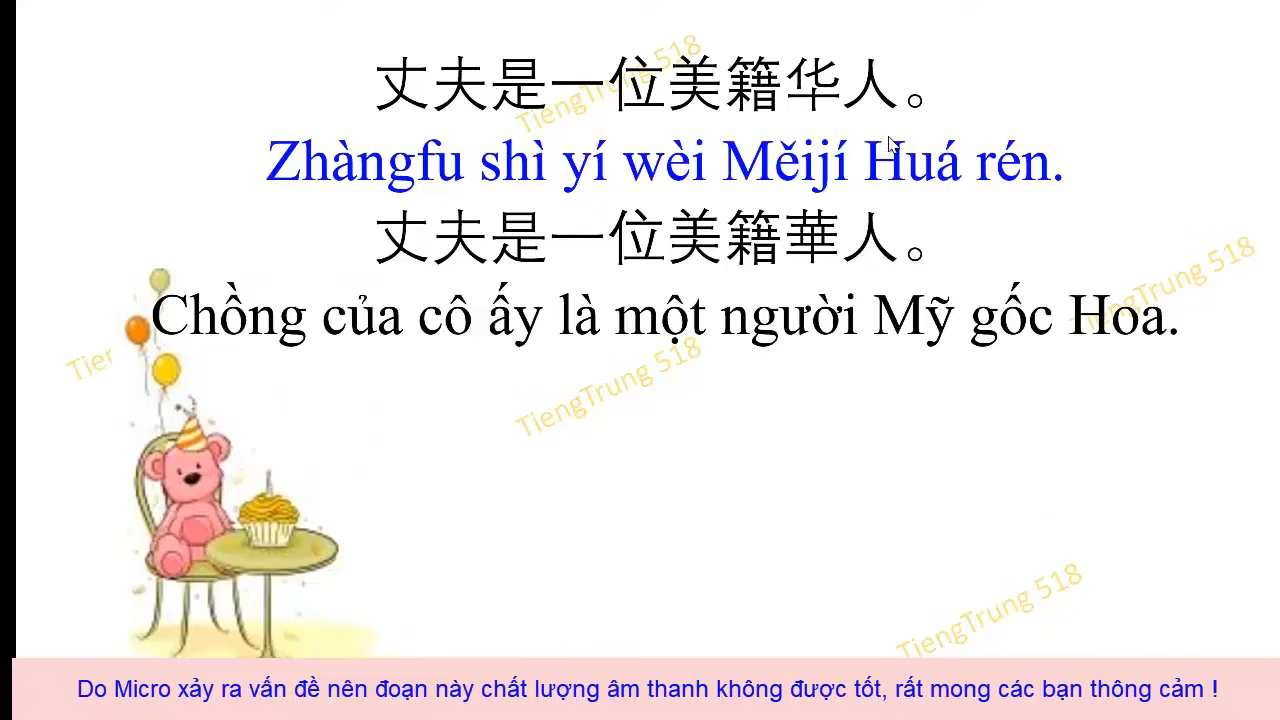 丈夫是一位美籍华人。
Zhàngfu shì yí wèi Měijí Huá rén.
丈夫是一位美籍華人。
Chồng của cô ấy là một người Mỹ gốc Hoa.
TiengTrung 518
TiengTrung 518
Tier
TiengTrung 518
TiengTrung 518
Do Micro xảy ra vấn đề nên đoạn này chất lượng âm thanh không được tốt, rất mong các bạn thông cảm !